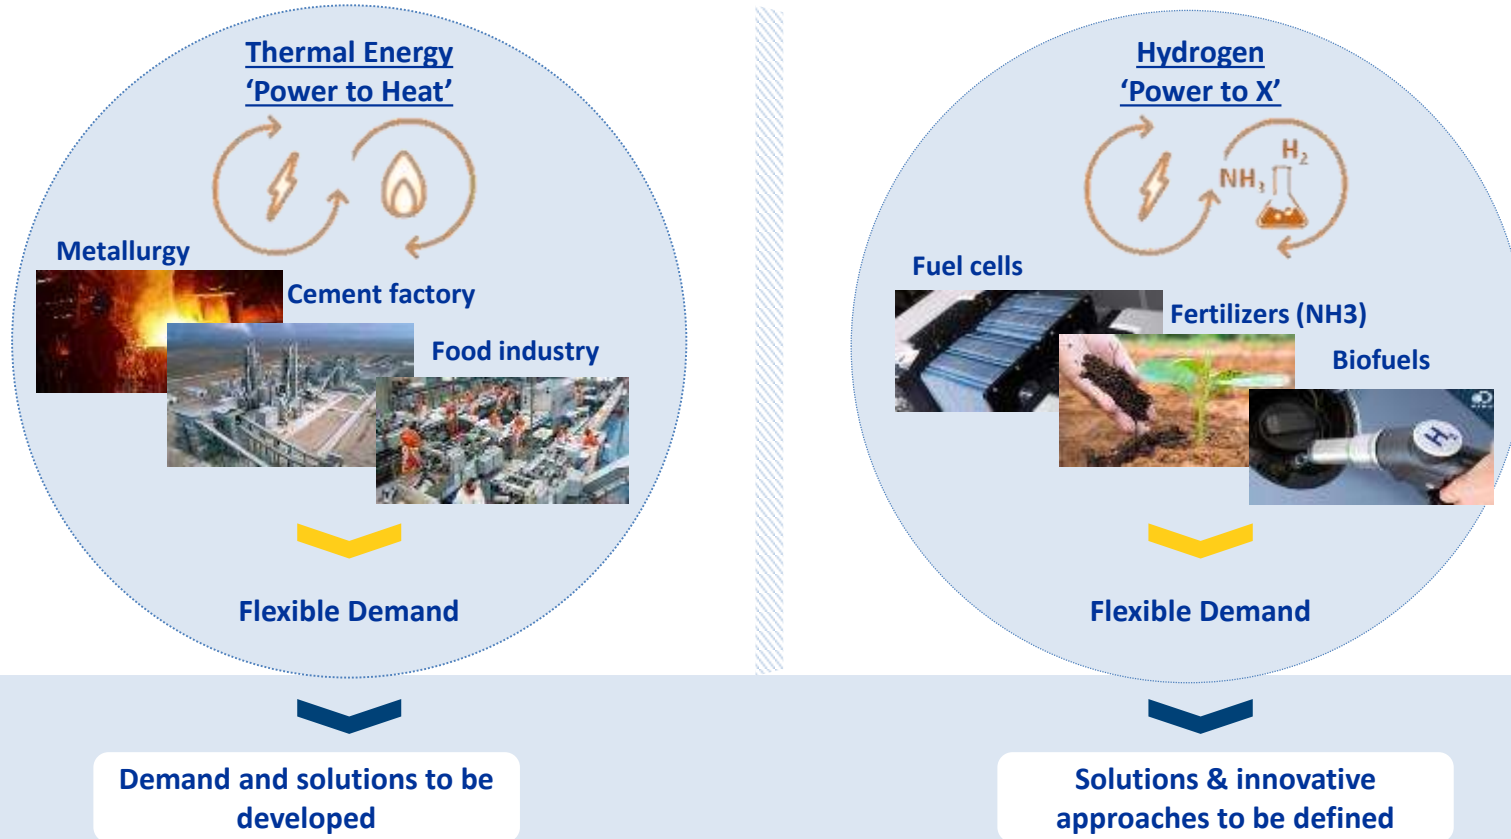 Thermal Energy
‘Power to Heat’
Metallurgy
Cement factory
Food industry
Flexible Demand
Demand and solutions to be
developed
Hydrogen
‘Power to X’
H₂
NH₃
Fuel cells
Fertilizers (NH3)
Biofuels
H₂
Flexible Demand
Solutions & innovative
approaches to be defined